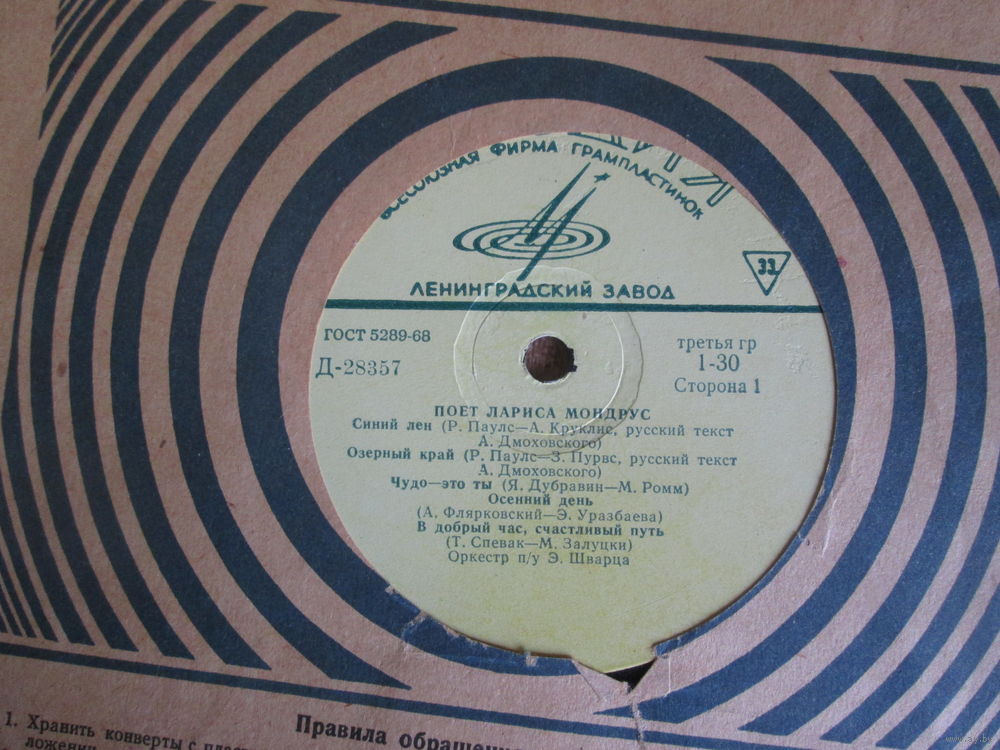 ВСЕСОЮЗНАЯ ФИРМА ГРАМПЛАСТИНОК
33
ЛЕНИНГРАДСКИЙ ЗАВОД
ГОСТ 5289-68
Д-28357
третья гр
1-30
Сторона 1
ПОЕТ ЛАРИСА МОНДРУС
Синий лен (Р. Паулс—А. Круклис, русский текст
А. Дмоховского)
Озерный край (Р. Паулс—З. Пурвс, русский текст
А. Дмоховского)
Чудо—это ты (Я. Дубравин—М. Ромм)
Осенний день
(А. Флярковский—Э. Уразбаева)
В добрый час, счастливый путь
(Т. Спевак—М. Залуцки)
Оркестр п/у Э. Шварца
Правила
1. Хранить конверты с